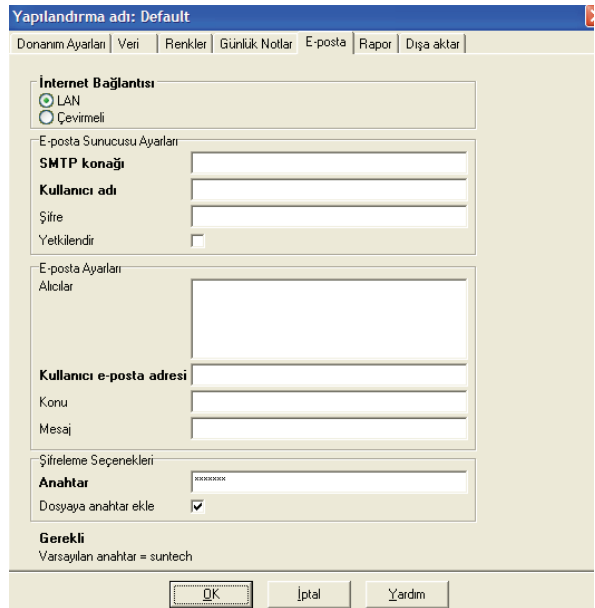 Yapılandırma adı: Default
Donanım Ayarları Veri Renkler Günlük Notlar E-posta Rapor Dışa aktar
İnternet Bağlantısı
LAN
Çevirmeli
E-posta Sunucusu Ayarları
SMTP konağı
Kullanıcı adı
Şifre
Yetkilendir
E-posta Ayarları
Alıcılar
Kullanıcı e-posta adresi
Konu
Mesaj
Şifreleme Seçenekleri
Anahtar *******
Dosyaya anahtar ekle
Gerekli
Varsayılan anahtar = suntech
OK İptal Yardım